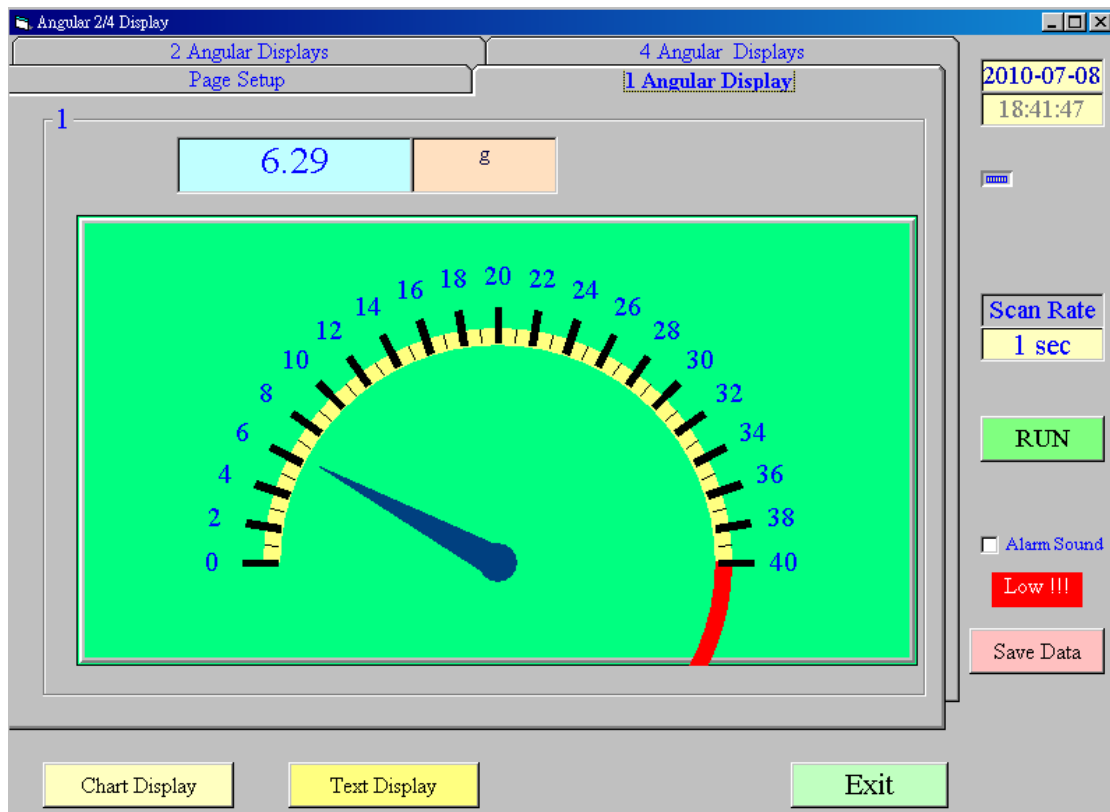 Angular 2/4 Display
2 Angular Displays
4 Angular Displays
Page Setup
1 Angular Display
2010-07-08
18:41:47
1
6.29
g
0
2
4
6
8
10
12
14
16
18
20
22
24
26
28
30
32
34
36
38
40
Scan Rate
1 sec
RUN
Alarm Sound
Low !!!
Save Data
Chart Display
Text Display
Exit